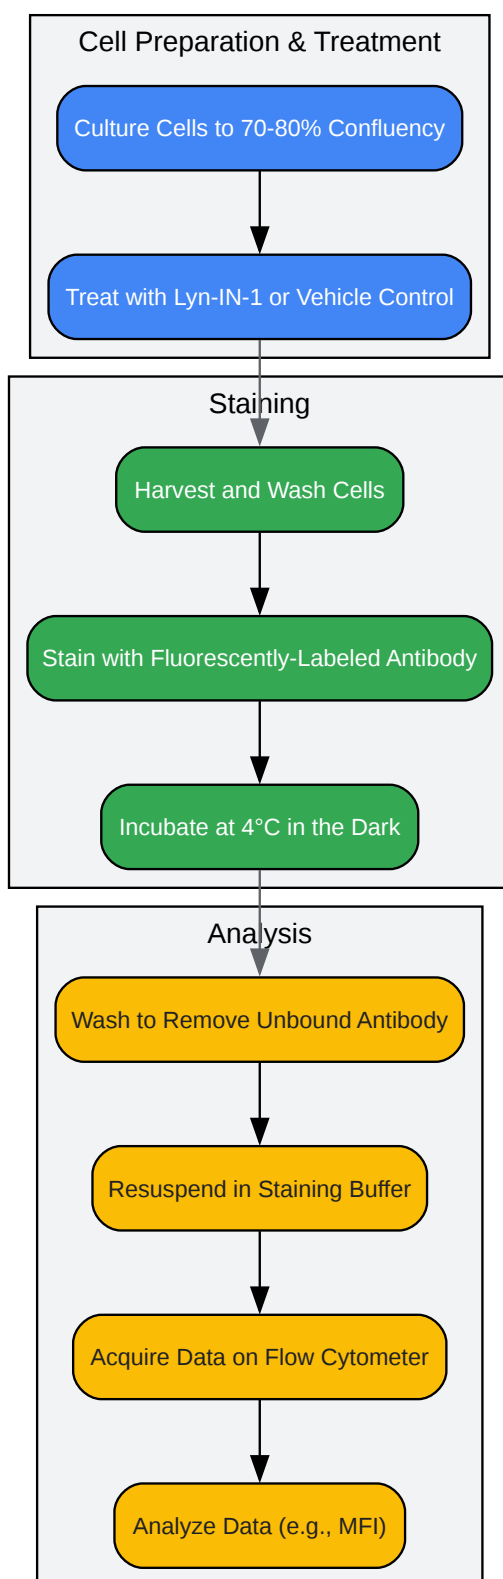 Cell Preparation & Treatment
Culture Cells to 70-80% Confluency
Treat with Lyn-IN-1 or Vehicle Control
Staining
Harvest and Wash Cells
Stain with Fluorescently-Labeled Antibody
Incubate at 4°C in the Dark
Analysis
Wash to Remove Unbound Antibody
Resuspend in Staining Buffer
Acquire Data on Flow Cytometer
Analyze Data (e.g., MFI)